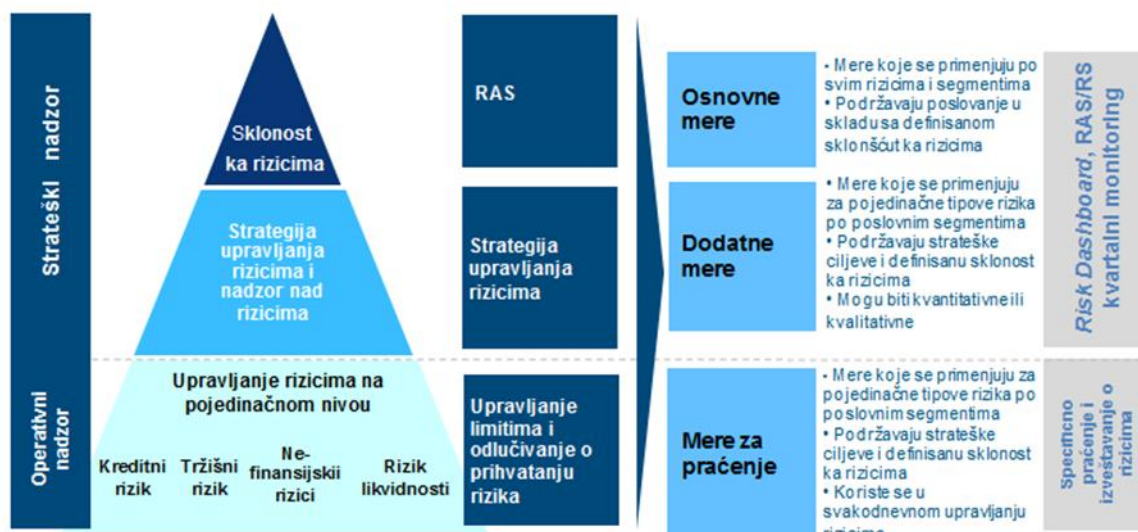 Strateški nadzor
Operativni
nadzor
Sklonost
ka rizicima
Strategija
upravljanja
rizicima i
nadzor nad
rizicima
Upravljanje rizicima na
pojedinačnom nivou
Kreditni
rizik
Tržišni
rizik
Ne-
finansijskii
rizici
Rizik
likvidnosti
RAS
Strategija
upravljanja
rizicima
Upravljanje
limitima i
odlučivanje o
prihvatanju
rizika
Osnovne
mere
• Mere koje se primenjuju po
svim rizicima i segmentima
• Podržavaju poslovanje u
skladu sa definisanom
sklonšćut ka rizicima
Dodatne
mere
• Mere koje se primenjuju
za pojedinačne tipove rizika
po poslovnim segmentima
• Podržavaju strateške
ciljeve i definisanu sklonost
ka rizicima
• Mogu biti kvantitativne ili
kvalitativne
Mere za
praćenje
• Mere koje se primenjuju za
pojedinačne tipove rizika po
poslovnim segmentima
• Podržavaju strateške
ciljeve i definisanu sklonost
ka rizicima
• Koriste se u
svakodnevnom upravljanju
Risk Dashboard, RAS/RS
kvartalni monitoring
Specificno
praćenje i
izveštavanje o
rizicima